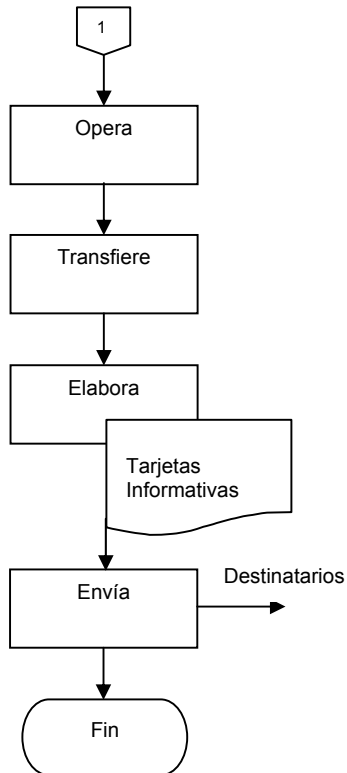 1
Opera
Transfiere
Elabora
Tarjetas
Informativas
Envía
Destinatarios
Fin